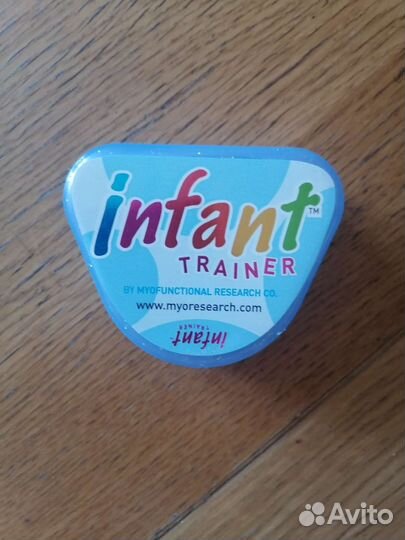 infant™
TRAINER
BY MYOFUNCTIONAL RESEARCH CO.
www.myoresearch.com
infant
TRAINER
Avito